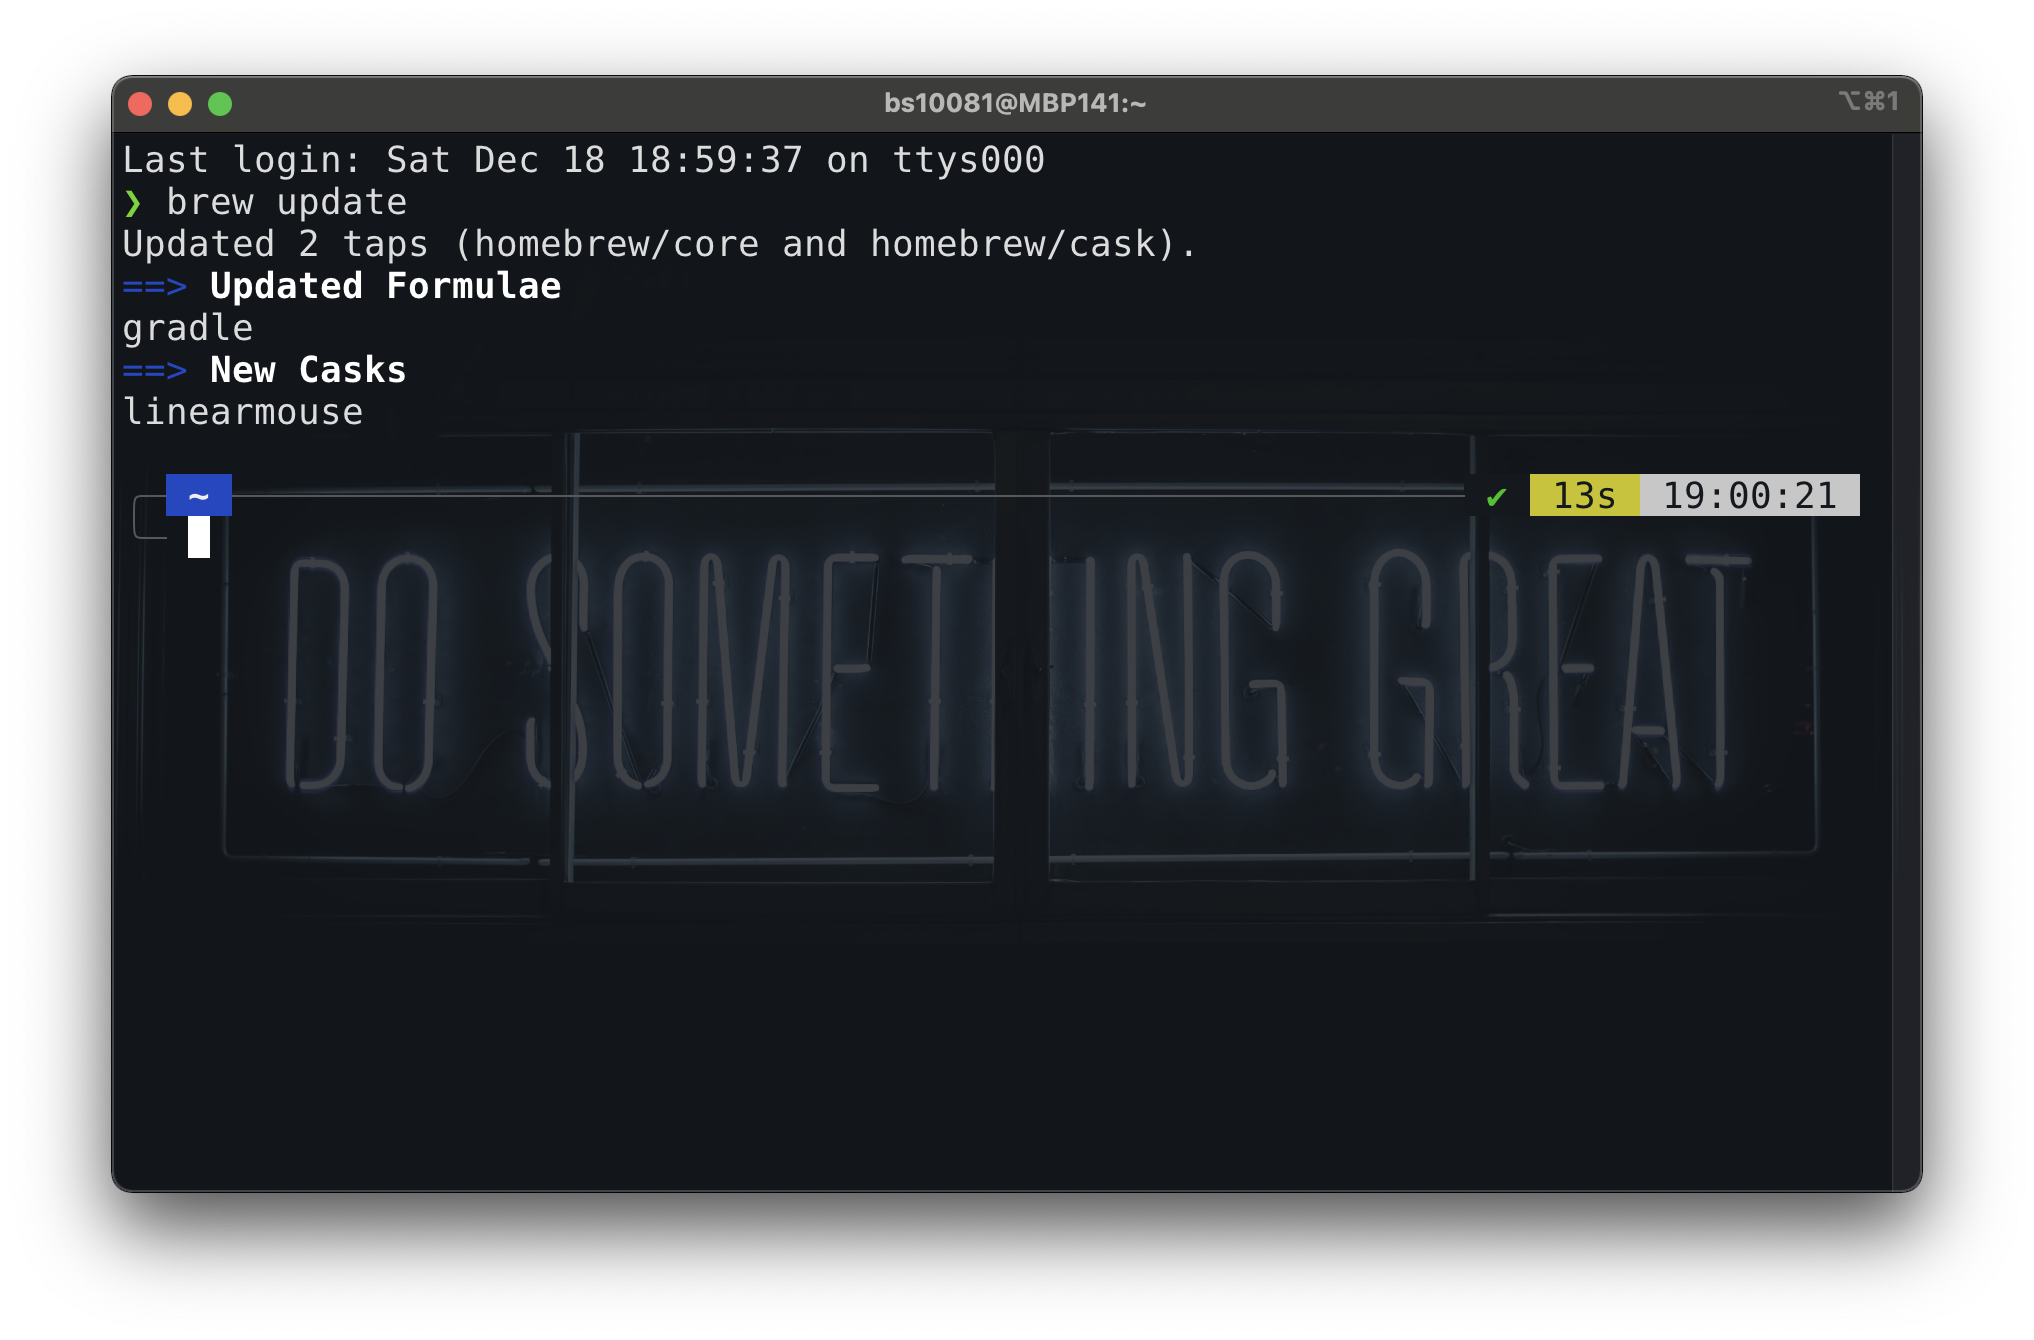 bs10081@MBP141:~
⌥⌘1
Last login: Sat Dec 18 18:59:37 on ttys000
❯ brew update
Updated 2 taps (homebrew/core and homebrew/cask).
==> Updated Formulae
gradle
==> New Casks
linearmouse
~ ✔ 13s 19:00:21
DO SOMETHING GREAT